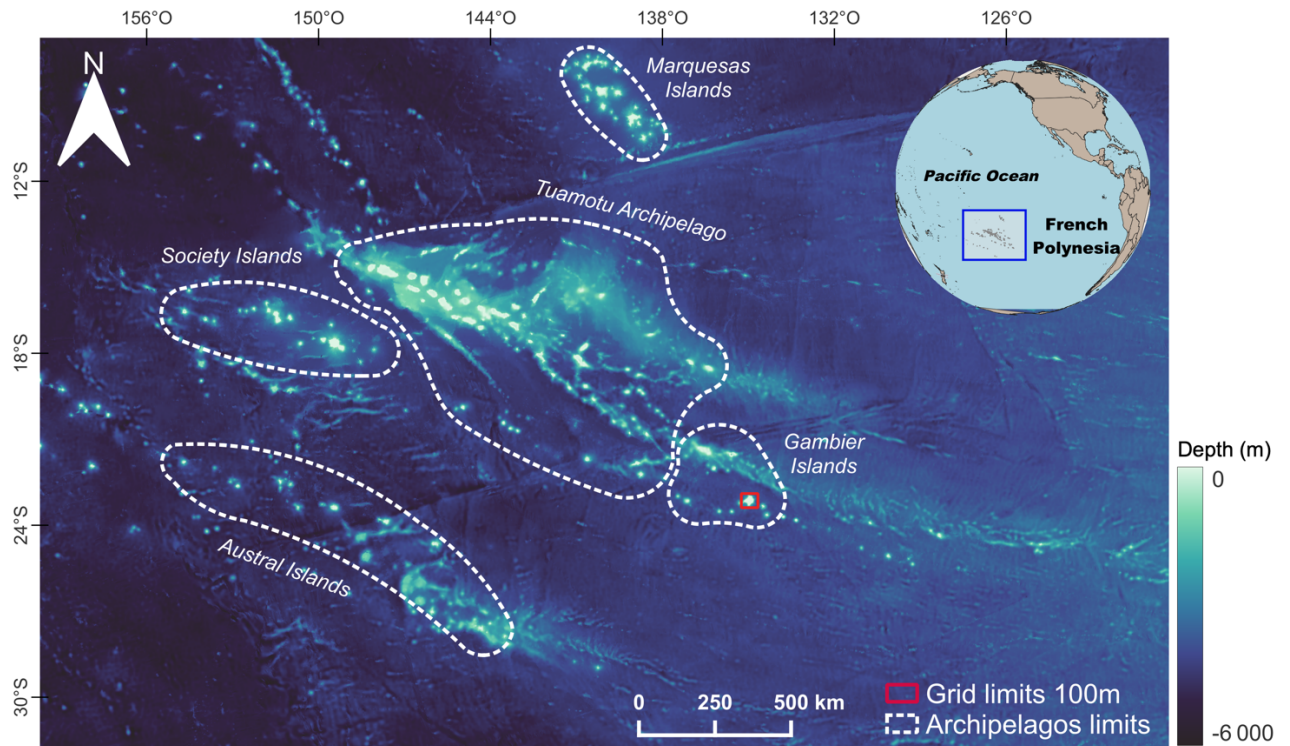 156°O
150°O
144°O
138°O
132°O
126°O
N
Marquesas
Islands
Pacific Ocean
French
Polynesia
12°S
Tuamotu Archipelago
Society Islands
18°S
Gambier
Islands
Depth (m)
0
24°S
Austral Islands
30°S
0
250
500 km
Grid limits 100m
Archipelagos limits
-6 000